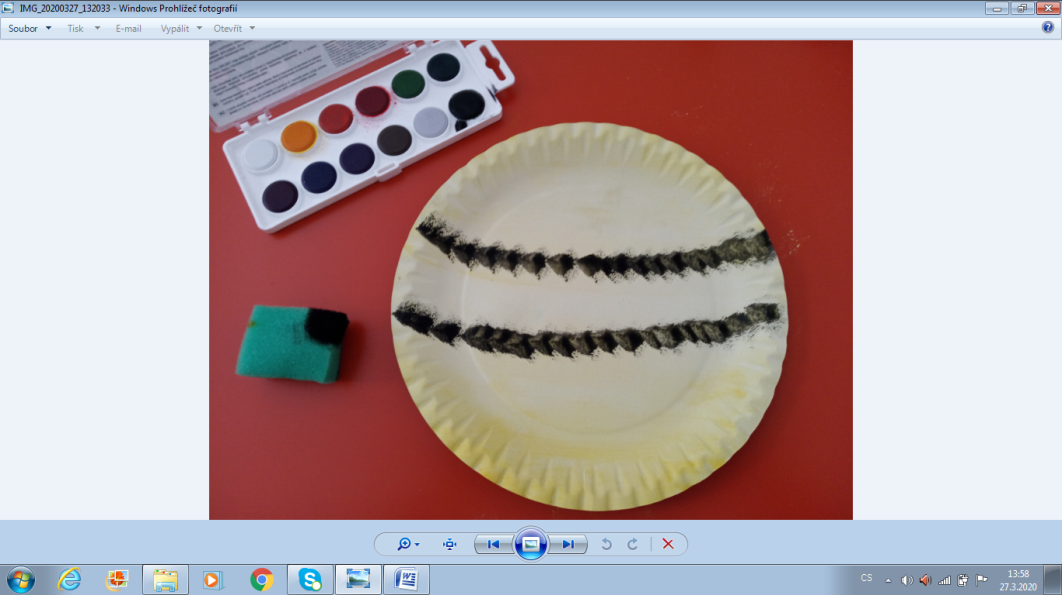 IMG_20200327_132033 - Windows Prohlížeč fotografií
Soubor Tisk E-mail Vypálit Otevřít
CS
13:58
27.3.2020